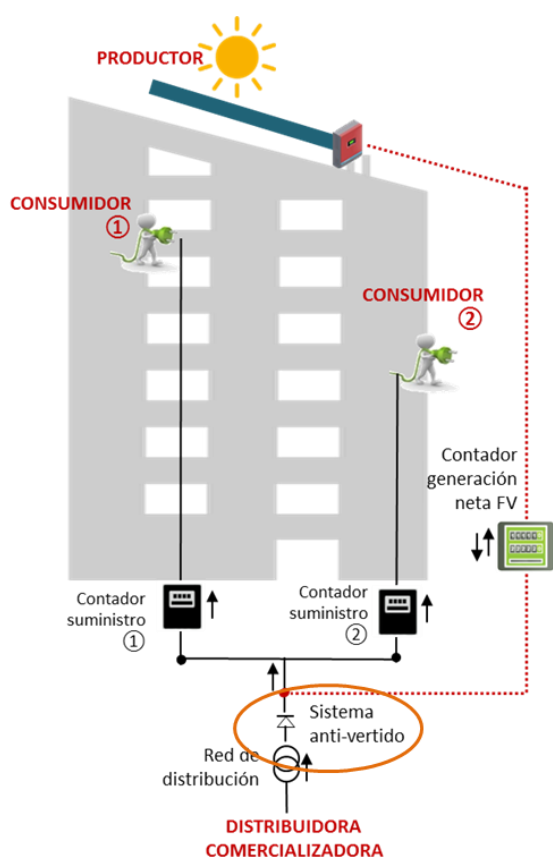 PRODUCTOR
CONSUMIDOR
①
CONSUMIDOR
②
Contador
generación
neta FV
Contador
suministro
①
Contador
suministro
②
Sistema
anti-vertido
Red de
distribución
DISTRIBUIDORA
COMERCIALIZADORA